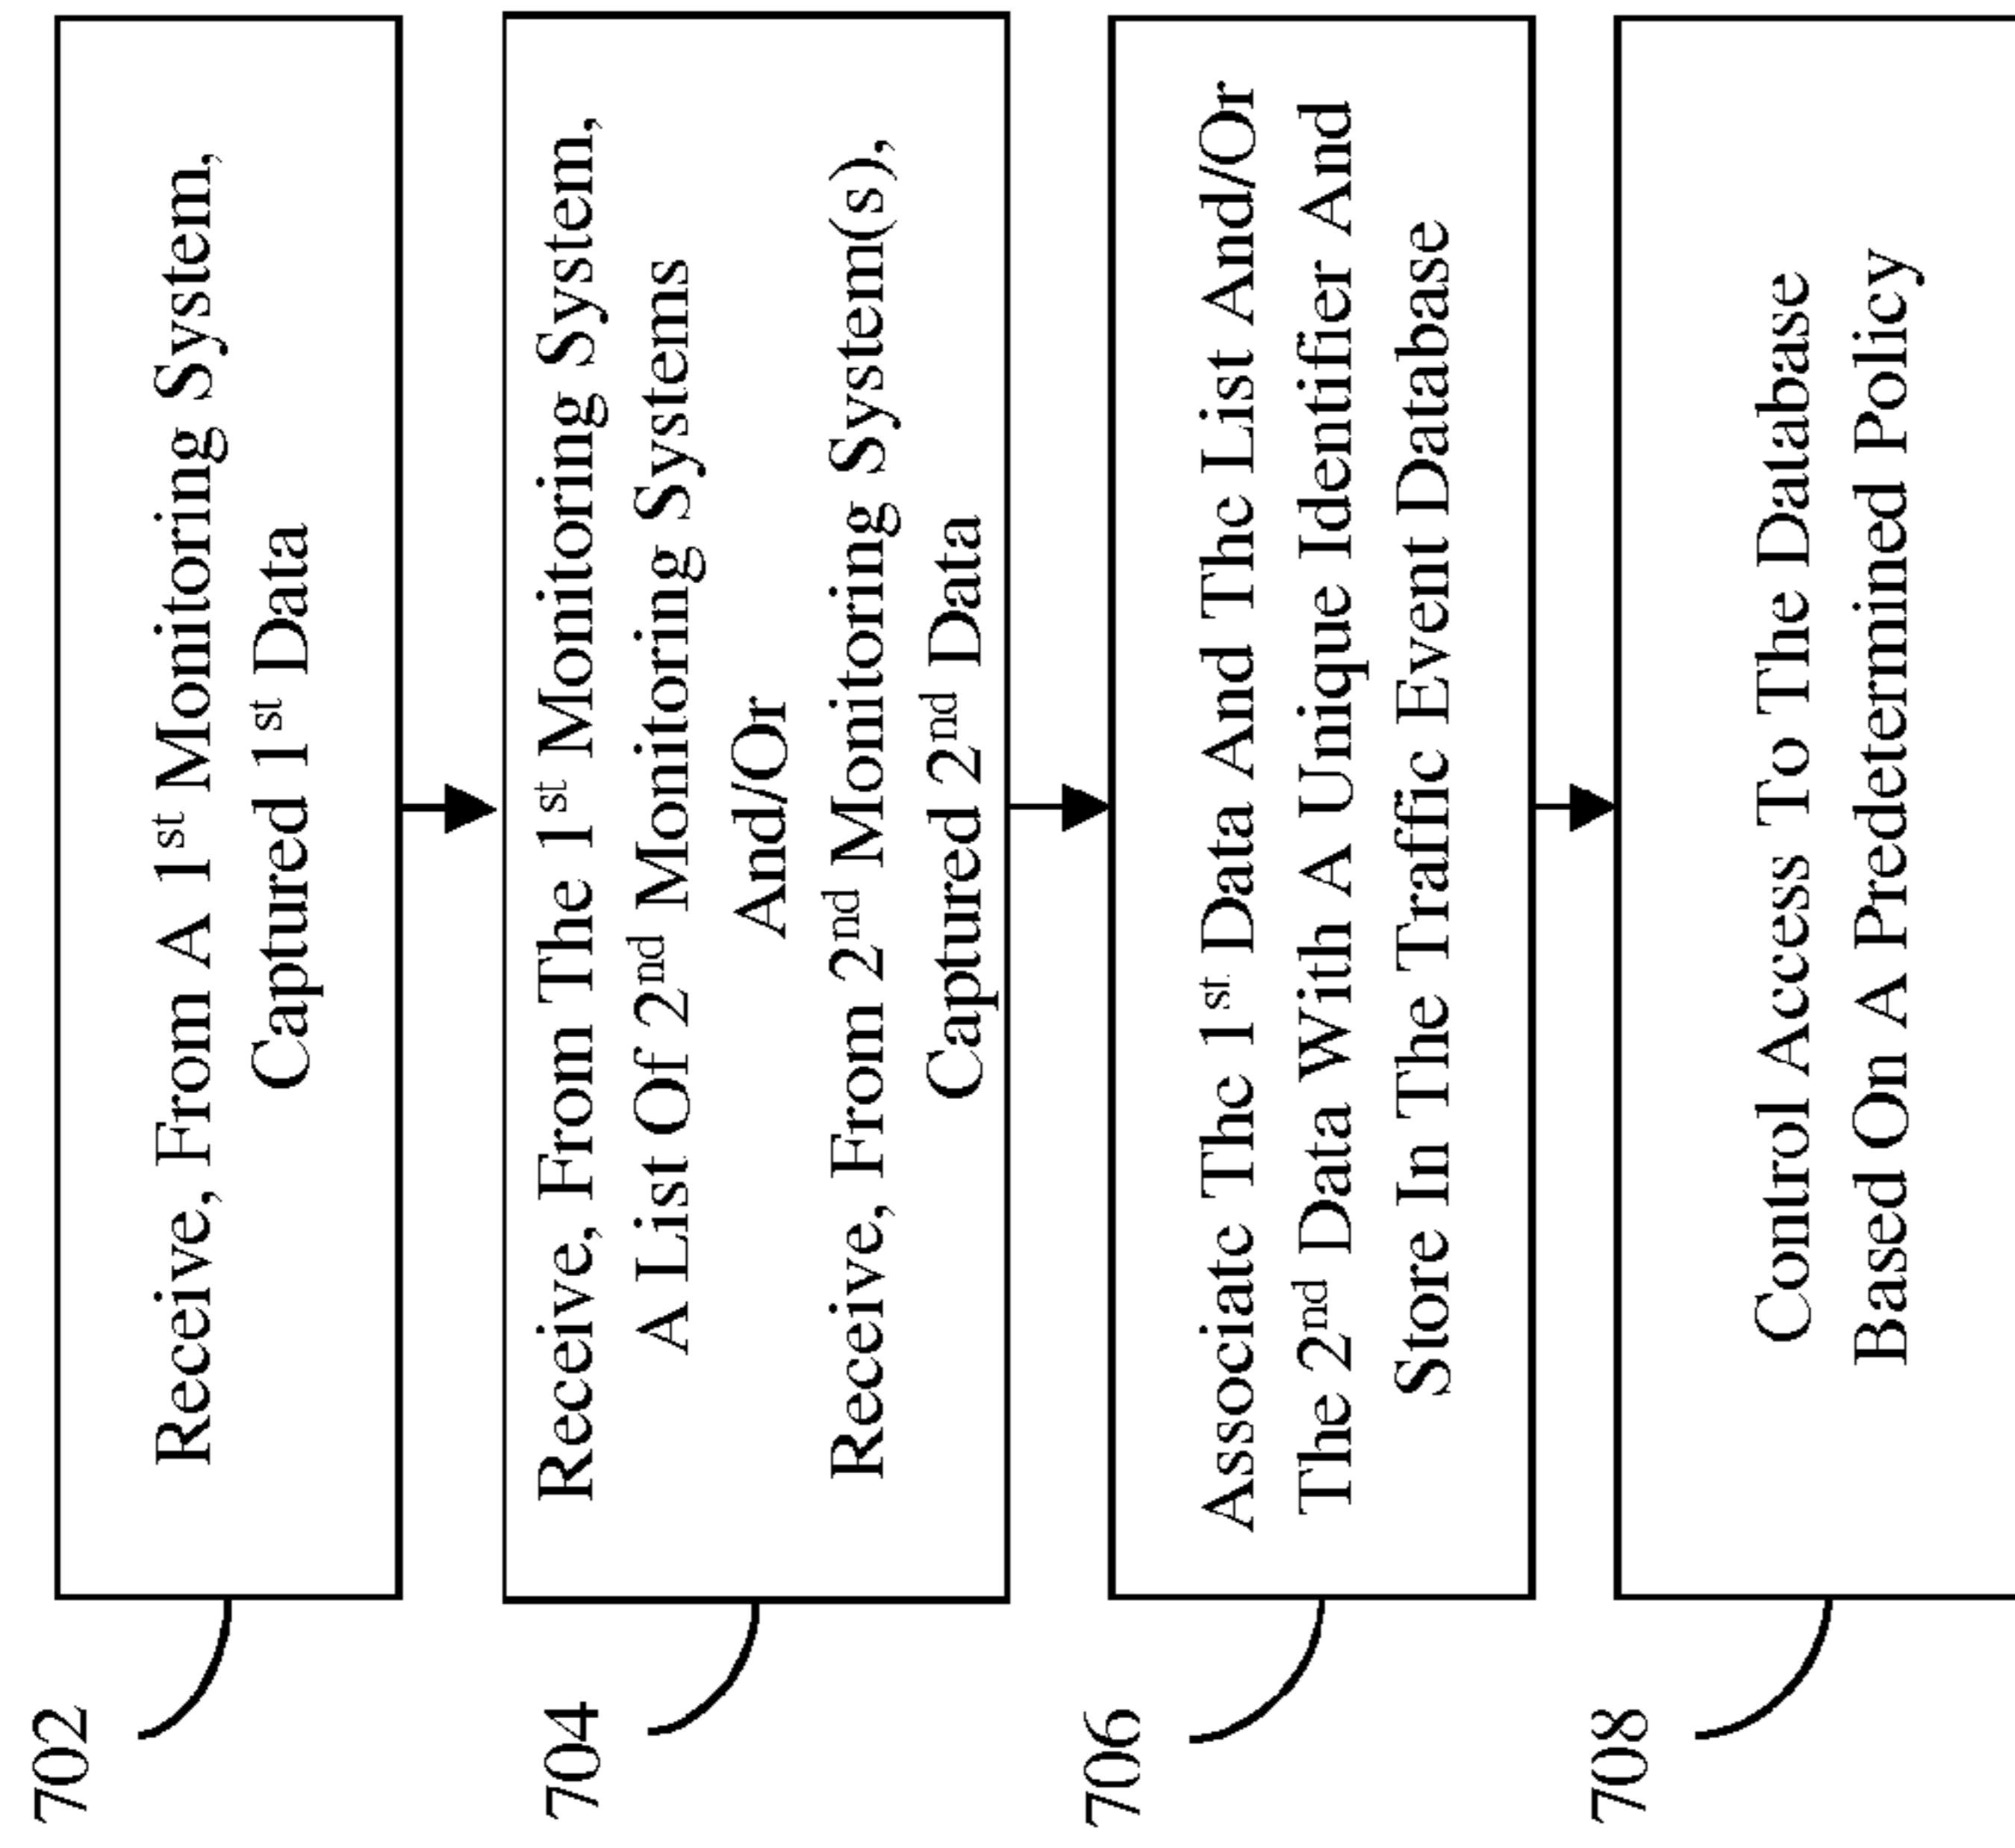 702
Receive, From A 1st Monitoring System,
Captured 1st Data
704
Receive, From The 1st Monitoring System,
A List Of 2nd Monitoring Systems
And/Or
Receive, From 2nd Monitoring System(s),
Captured 2nd Data
706
Associate The 1st Data And The List And/Or
The 2nd Data With A Unique Identifier And
Store In The Traffic Event Database
708
Control Access To The Database
Based On A Predetermined Policy